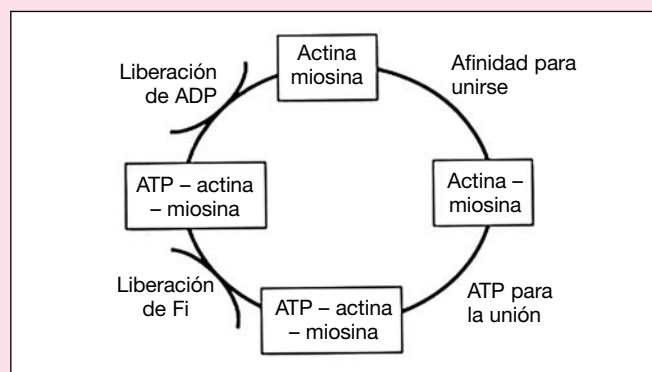 Actina
miosina
Liberación
de ADP
Afinidad para
unirse
ATP – actina
– miosina
Actina –
miosina
Liberación
de Fi
ATP – actina
– miosina
ATP para
la unión